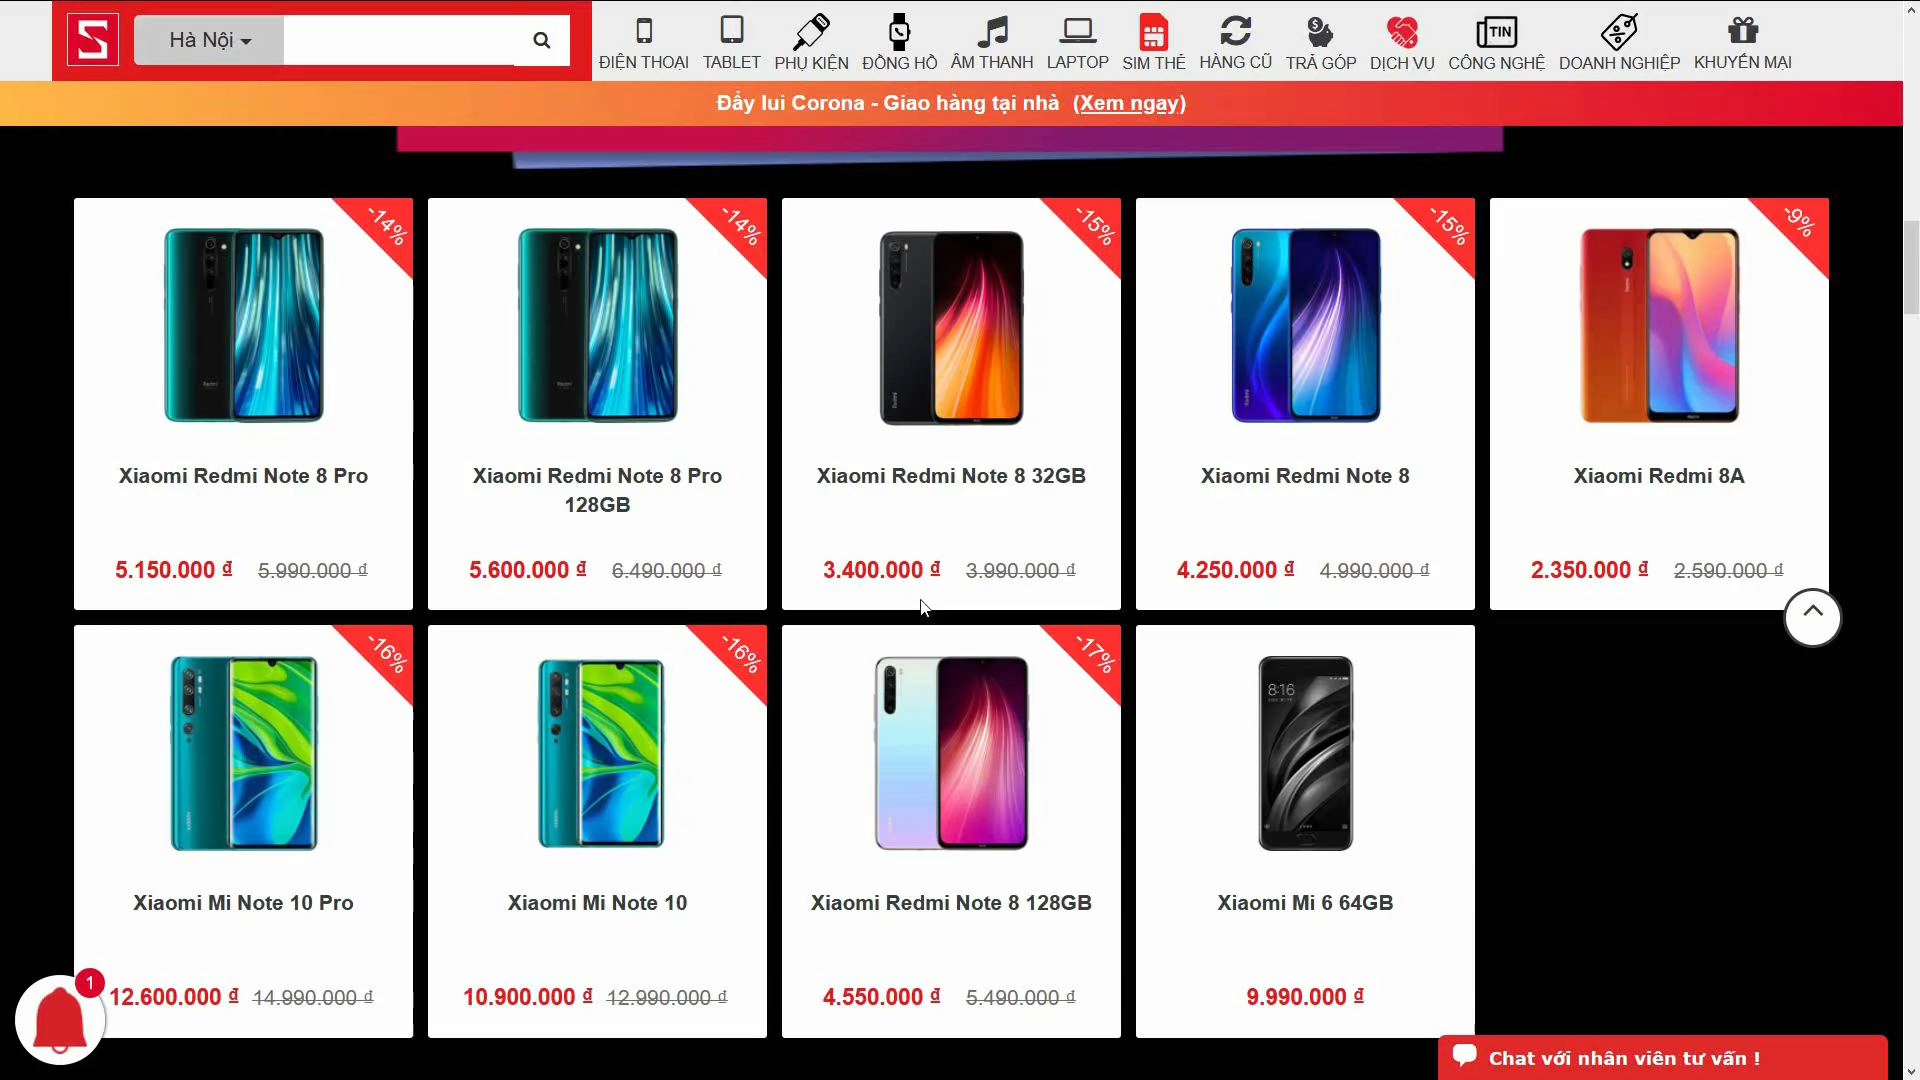 Hà Nội
ĐIỆN THOẠI
TABLET
PHỤ KIỆN
ĐỒNG HỒ
ÂM THANH
LAPTOP
SIM THẺ
HÀNG CŨ
TRẢ GÓP
DỊCH VỤ
TIN
CÔNG NGHỆ
DOANH NGHIỆP
KHUYẾN MẠI
Đẩy lui Corona - Giao hàng tại nhà (Xem ngay)
-14%
-14%
-15%
-15%
-9%
Xiaomi Redmi Note 8 Pro
Xiaomi Redmi Note 8 Pro
128GB
Xiaomi Redmi Note 8 32GB
Xiaomi Redmi Note 8
Xiaomi Redmi 8A
5.150.000 ₫ 5.990.000 ₫
5.600.000 ₫ 6.490.000 ₫
3.400.000 ₫ 3.990.000 ₫
4.250.000 ₫ 4.990.000 ₫
2.350.000 ₫ 2.590.000 ₫
-16%
-16%
-17%
8:16
Xiaomi Mi Note 10 Pro
Xiaomi Mi Note 10
Xiaomi Redmi Note 8 128GB
Xiaomi Mi 6 64GB
1
12.600.000 ₫ 14.990.000 ₫
10.900.000 ₫ 12.990.000 ₫
4.550.000 ₫ 5.490.000 ₫
9.990.000 ₫
Chat với nhân viên tư vấn !